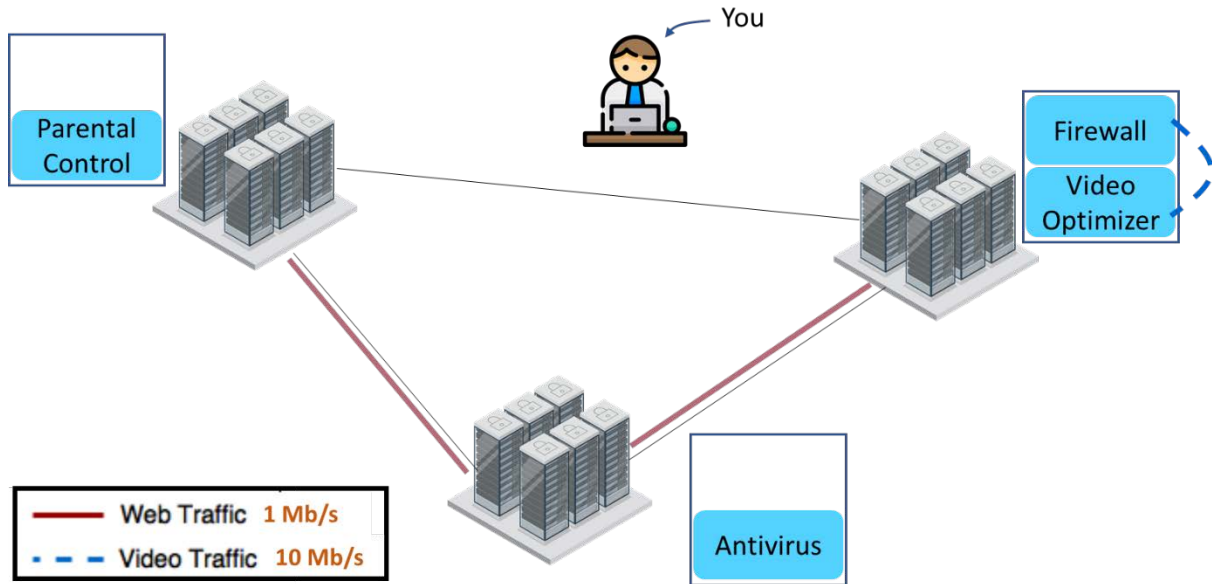 You
Parental
Control
Firewall
Video
Optimizer
Antivirus
Web Traffic 1 Mb/s
Video Traffic 10 Mb/s